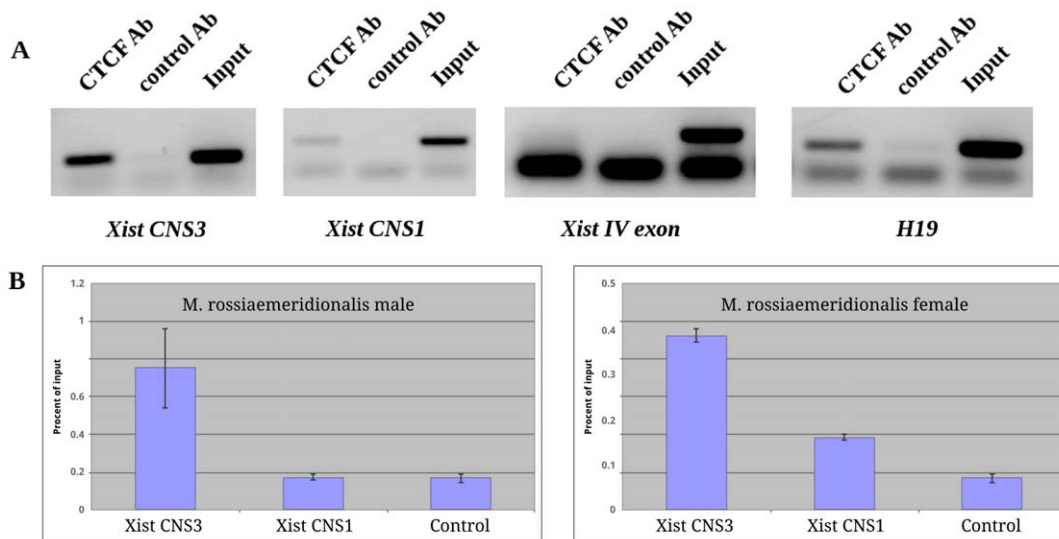 A
CTCF Ab control Ab Input
CTCF Ab control Ab Input
CTCF Ab control Ab Input
CTCF Ab control Ab Input
Xist CNS3
Xist CNS1
Xist IV exon
H19
B
M. rossiaemeridionalis male
Procent of input
1.2
1
0.6
0.4
0.2
0
Xist CNS3 Xist CNS1 Control
M. rossiaemeridionalis female
Procent of input
0.5
0.4
0.3
0.2
0.1
0
Xist CNS3 Xist CNS1 Control